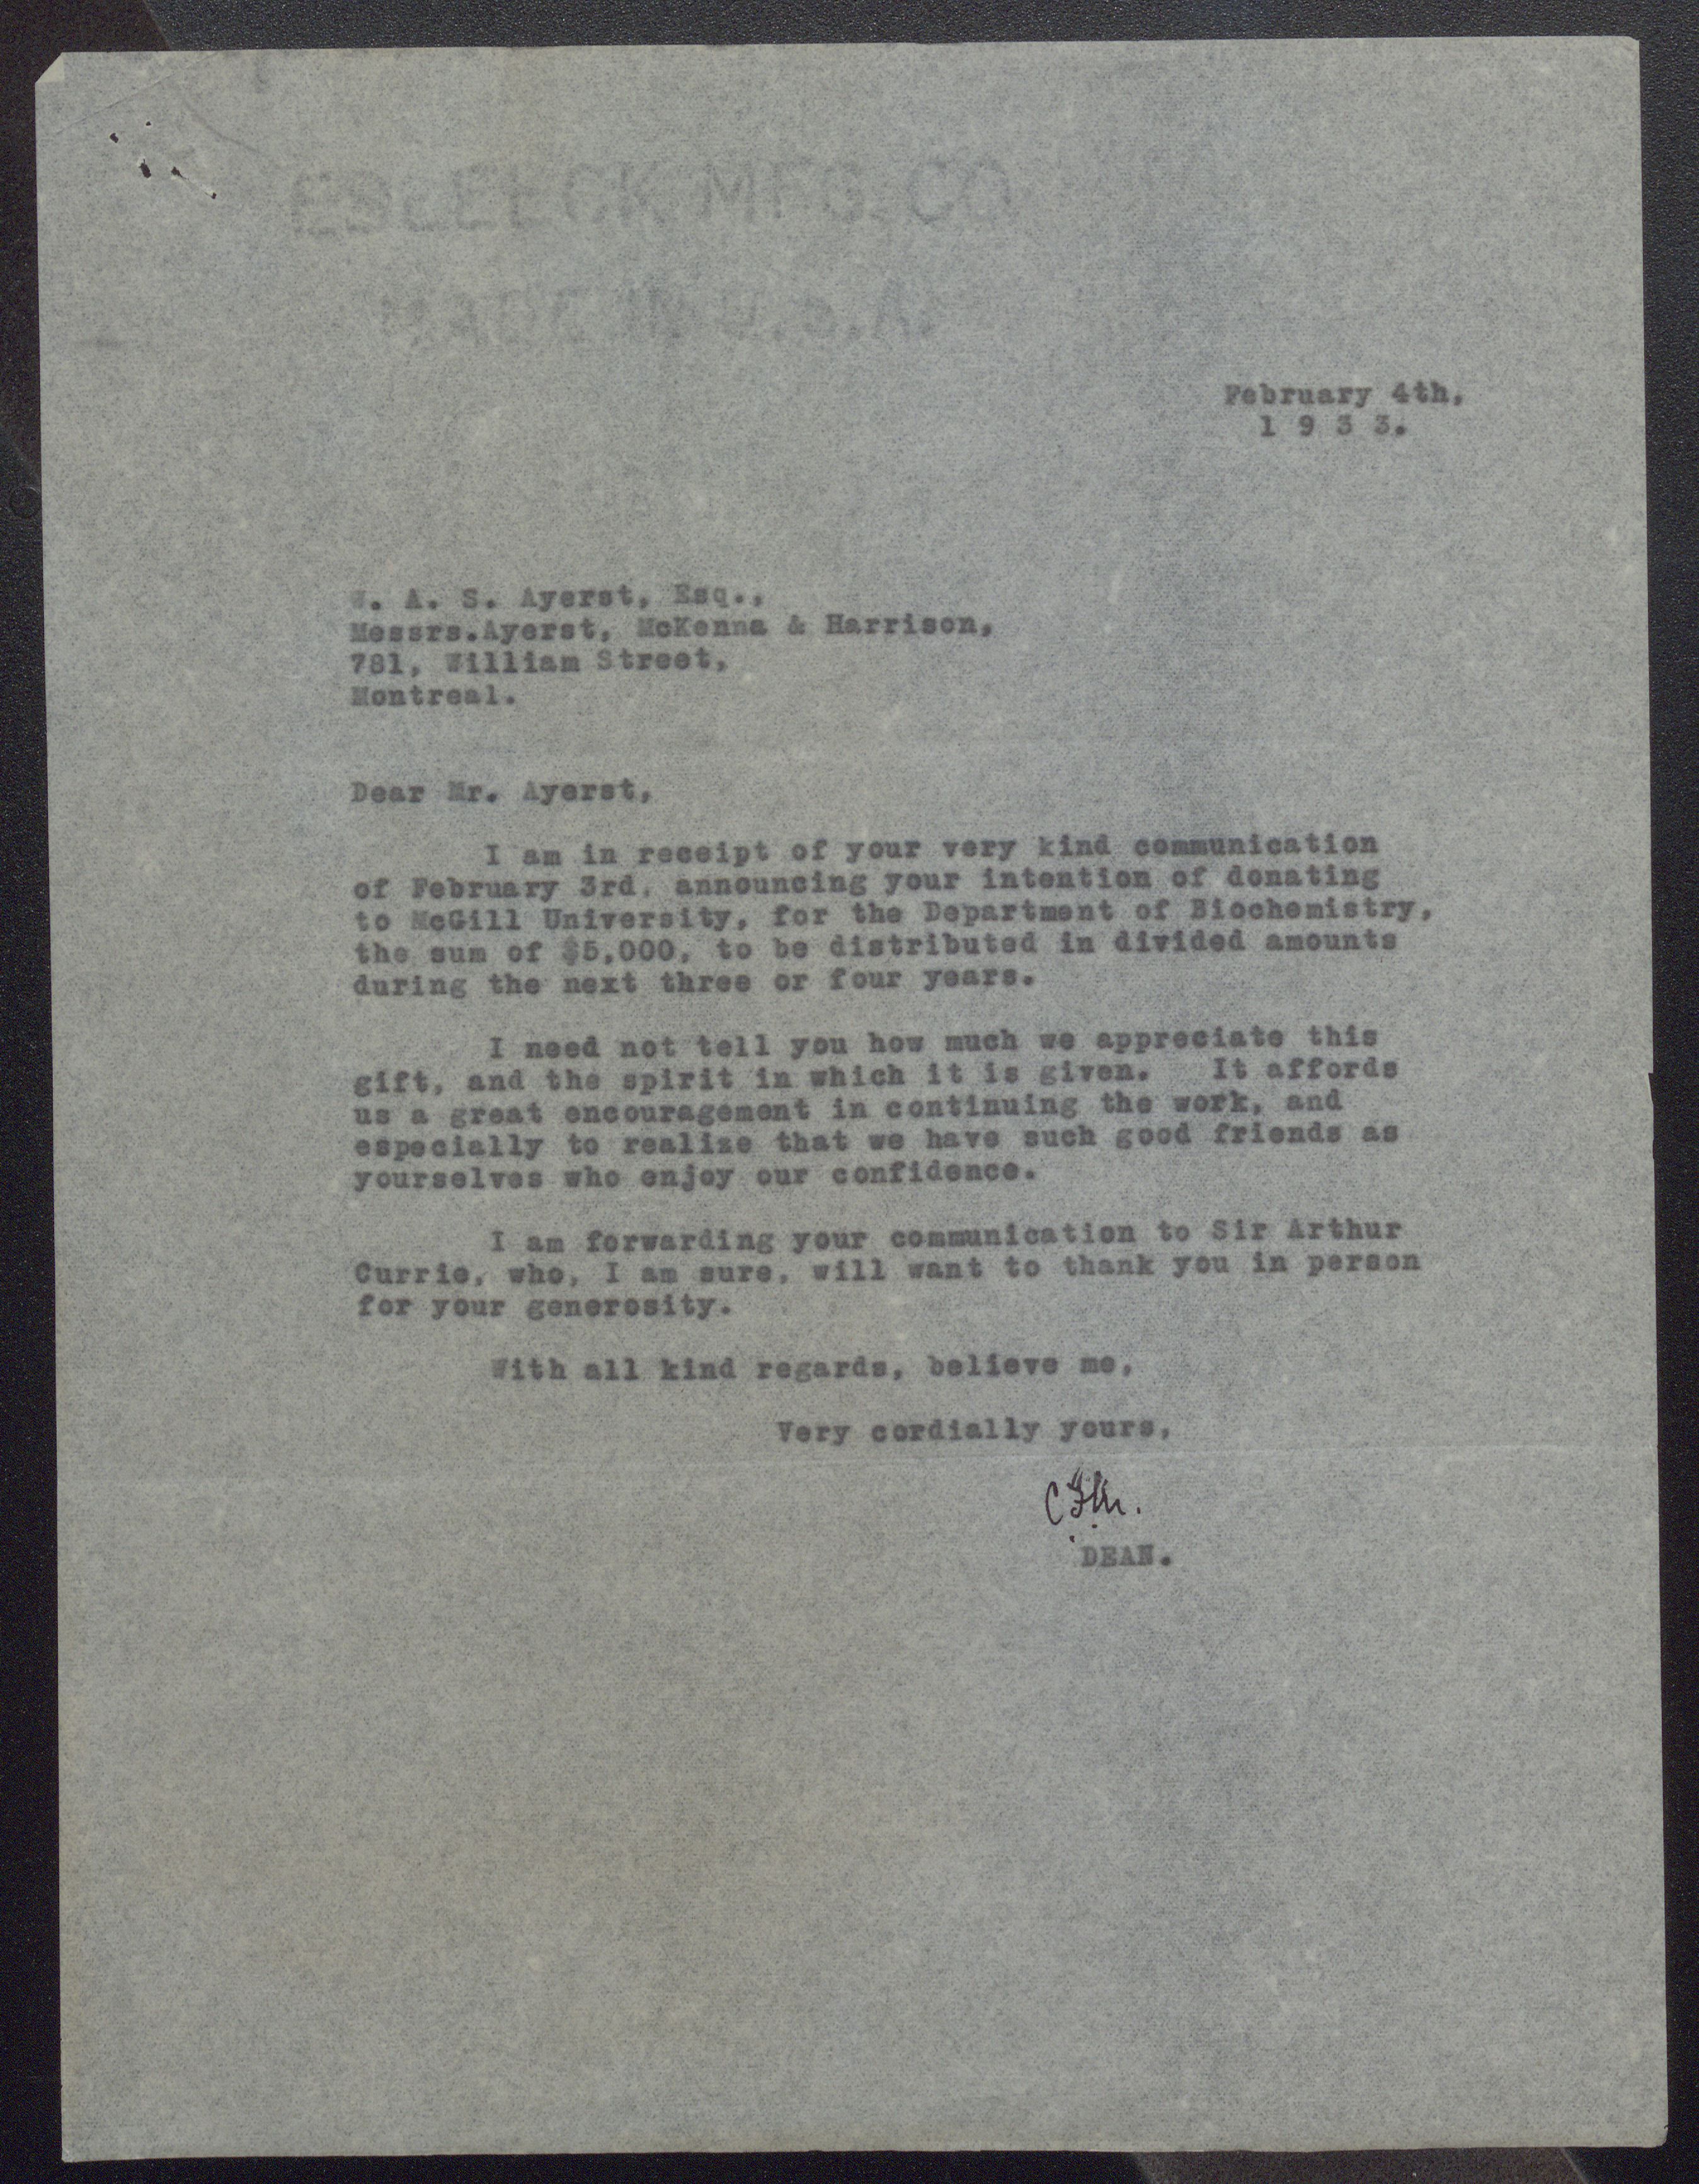 ESLEECK MFG. CO
MADE IN U.S.A.
February 4th,
1 9 3 3.
W. A. S. Ayerst, Esq.,
Messrs.Ayerst, McKenna & Harrison,
781, William Street,
Montreal.
Dear Mr. Ayerst,
I am in receipt of your very kind communication
of February 3rd, announcing your intention of donating
to McGill University, for the Department of Biochemistry,
the sum of $5,000, to be distributed in divided amounts
during the next three or four years.
I need not tell you how much we appreciate this
gift, and the spirit in which it is given. It affords
us a great encouragement in continuing the work, and
especially to realize that we have such good friends as
yourselves who enjoy our confidence.
I am forwarding your communication to Sir Arthur
Currie, who, I am sure, will want to thank you in person
for your generosity.
With all kind regards, believe me,
Very cordially yours,
DEAN.